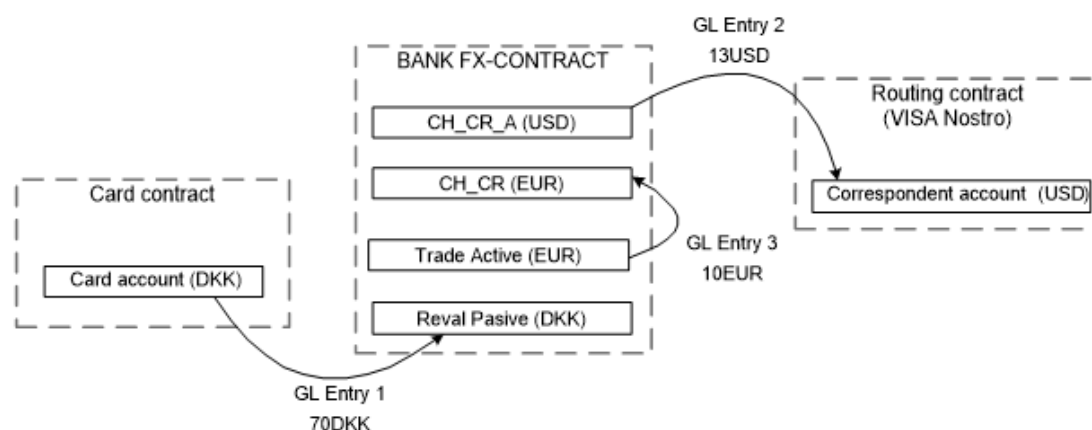 GL Entry 2
13USD
BANK FX-CONTRACT
Routing contract
(VISA Nostro)
CH_CR_A (USD)
CH_CR (EUR)
Card contract
Correspondent account (USD)
GL Entry 3
10EUR
Trade Active (EUR)
Card account (DKK)
Reval Pasive (DKK)
GL Entry 1
70DKK